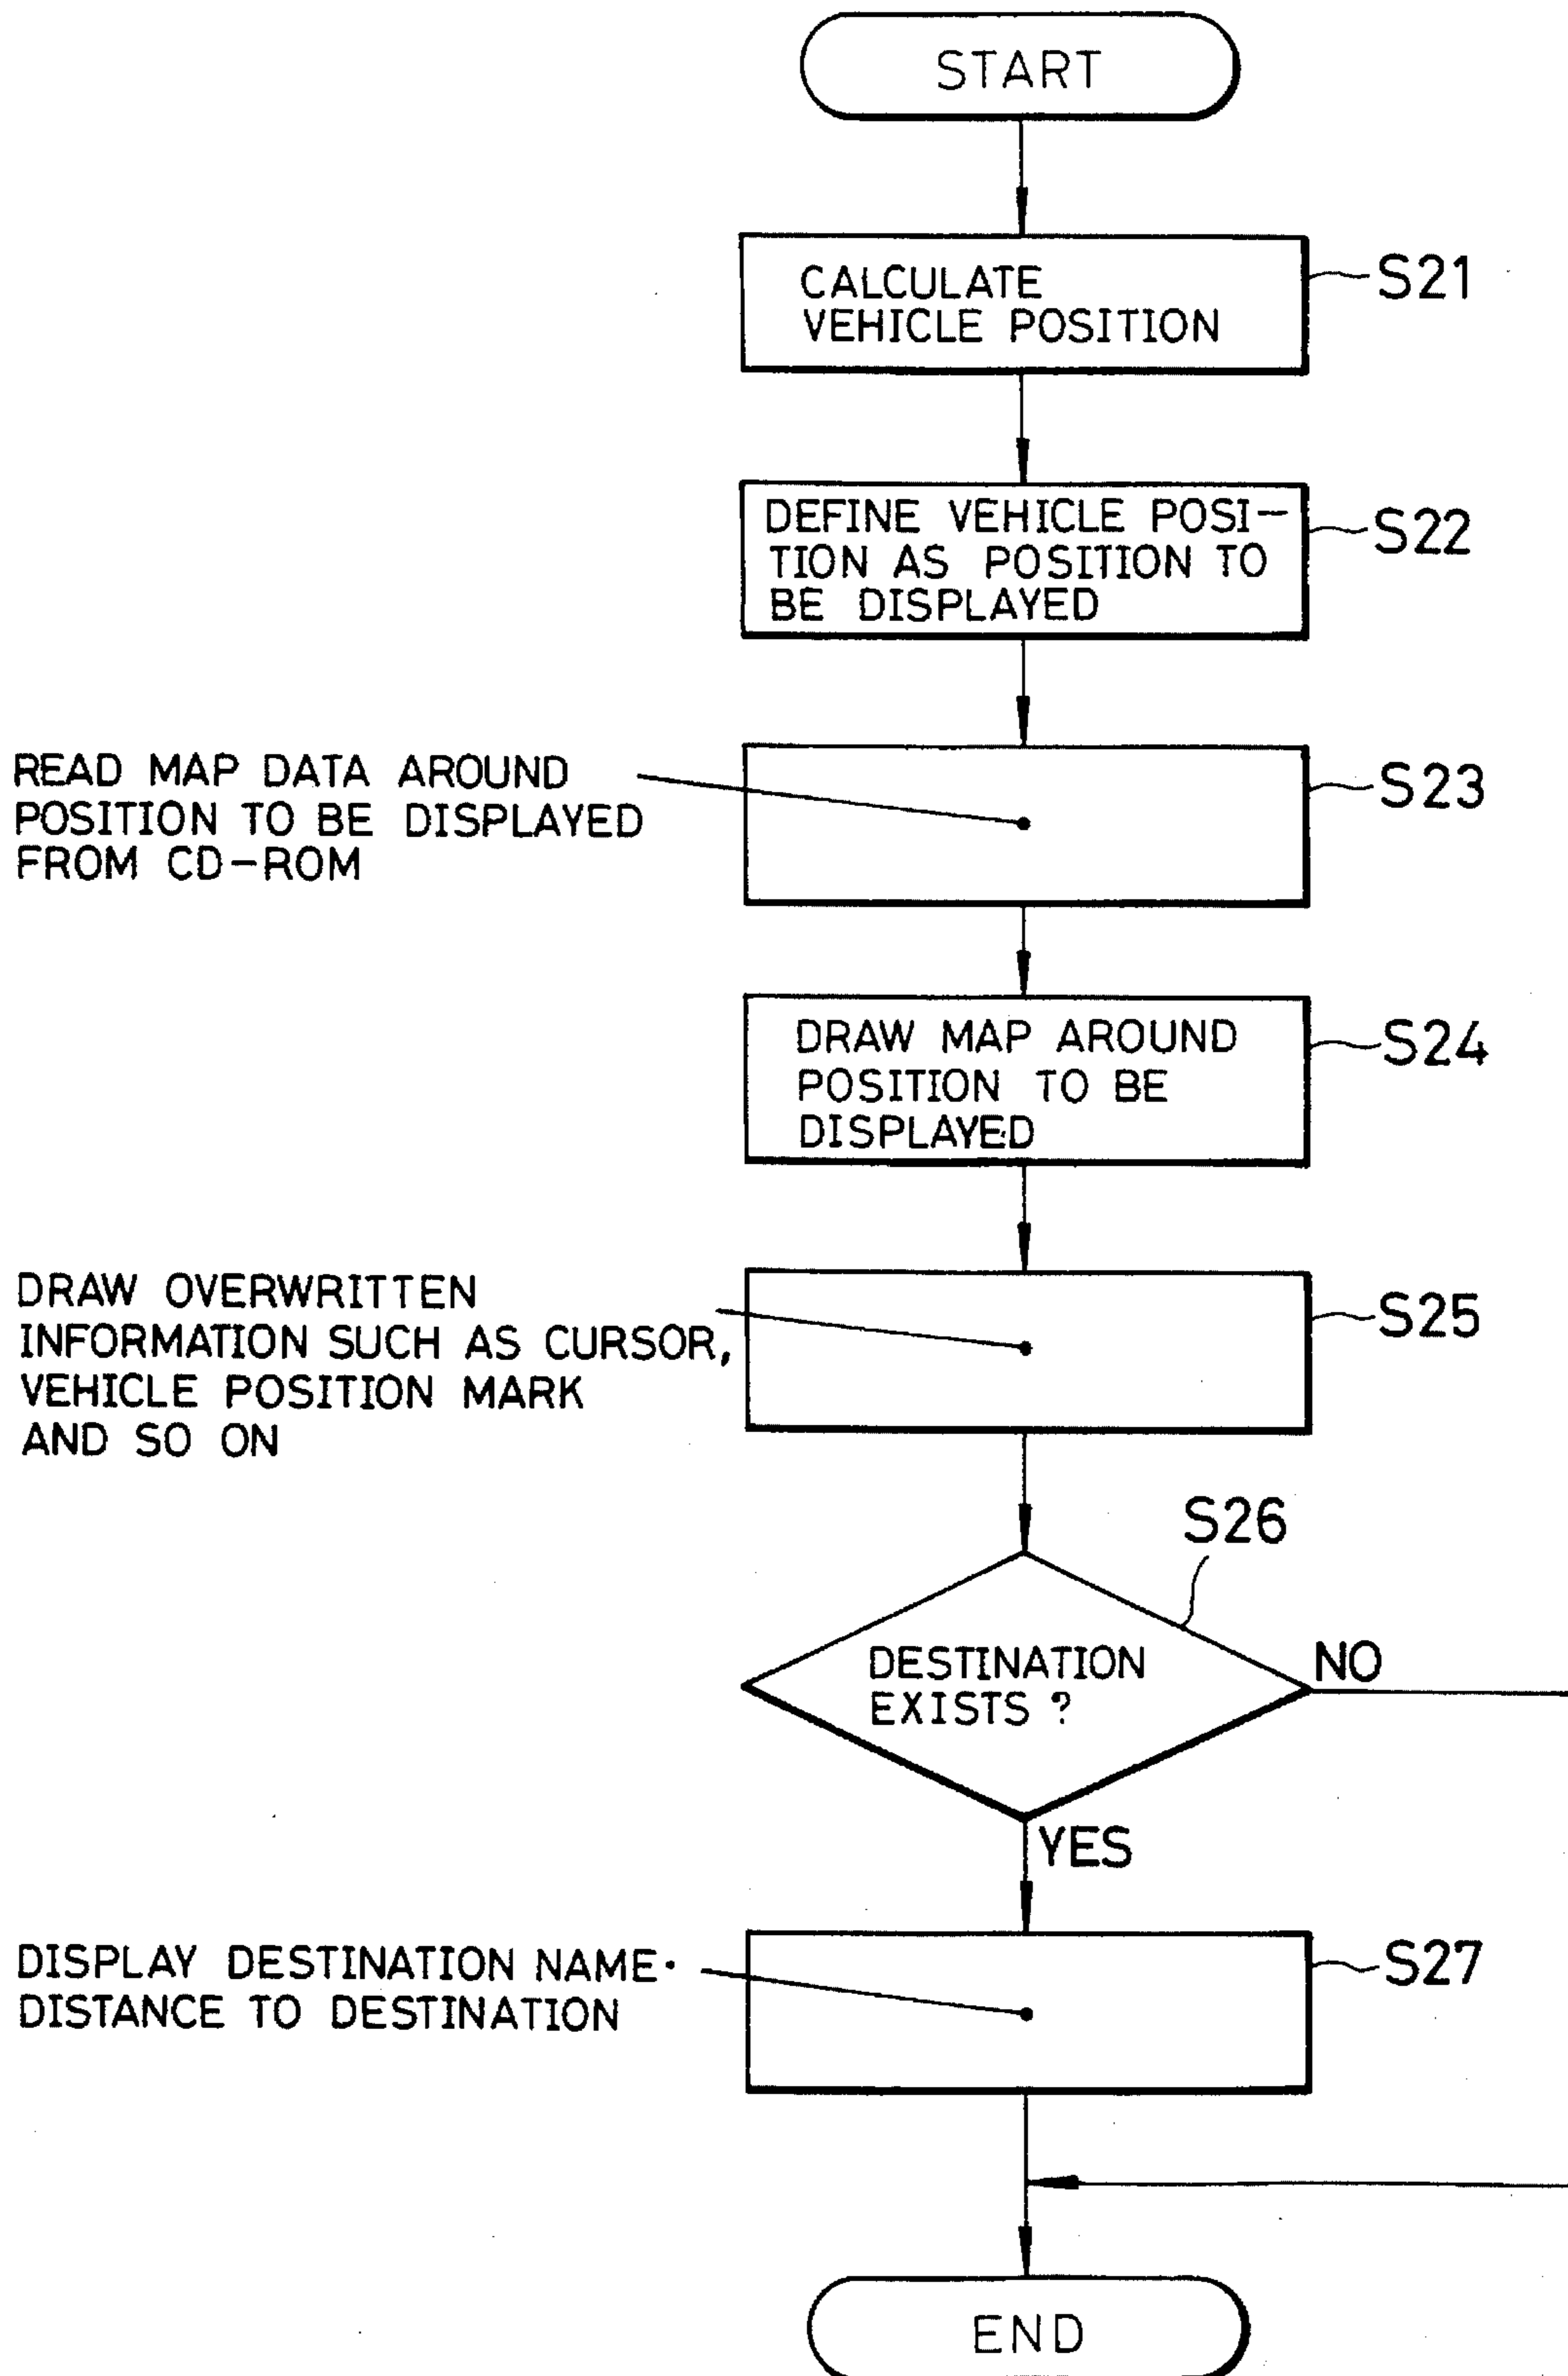 START
CALCULATE
VEHICLE POSITION
S21
DEFINE VEHICLE POSI-
TION AS POSITION TO
BE DISPLAYED
S22
READ MAP DATA AROUND
POSITION TO BE DISPLAYED
FROM CD-ROM
S23
DRAW MAP AROUND
POSITION TO BE
DISPLAYED
S24
DRAW OVERWRITTEN
INFORMATION SUCH AS CURSOR,
VEHICLE POSITION MARK
AND SO ON
S25
S26
DESTINATION
EXISTS ?
NO
YES
DISPLAY DESTINATION NAME·
DISTANCE TO DESTINATION
S27
END